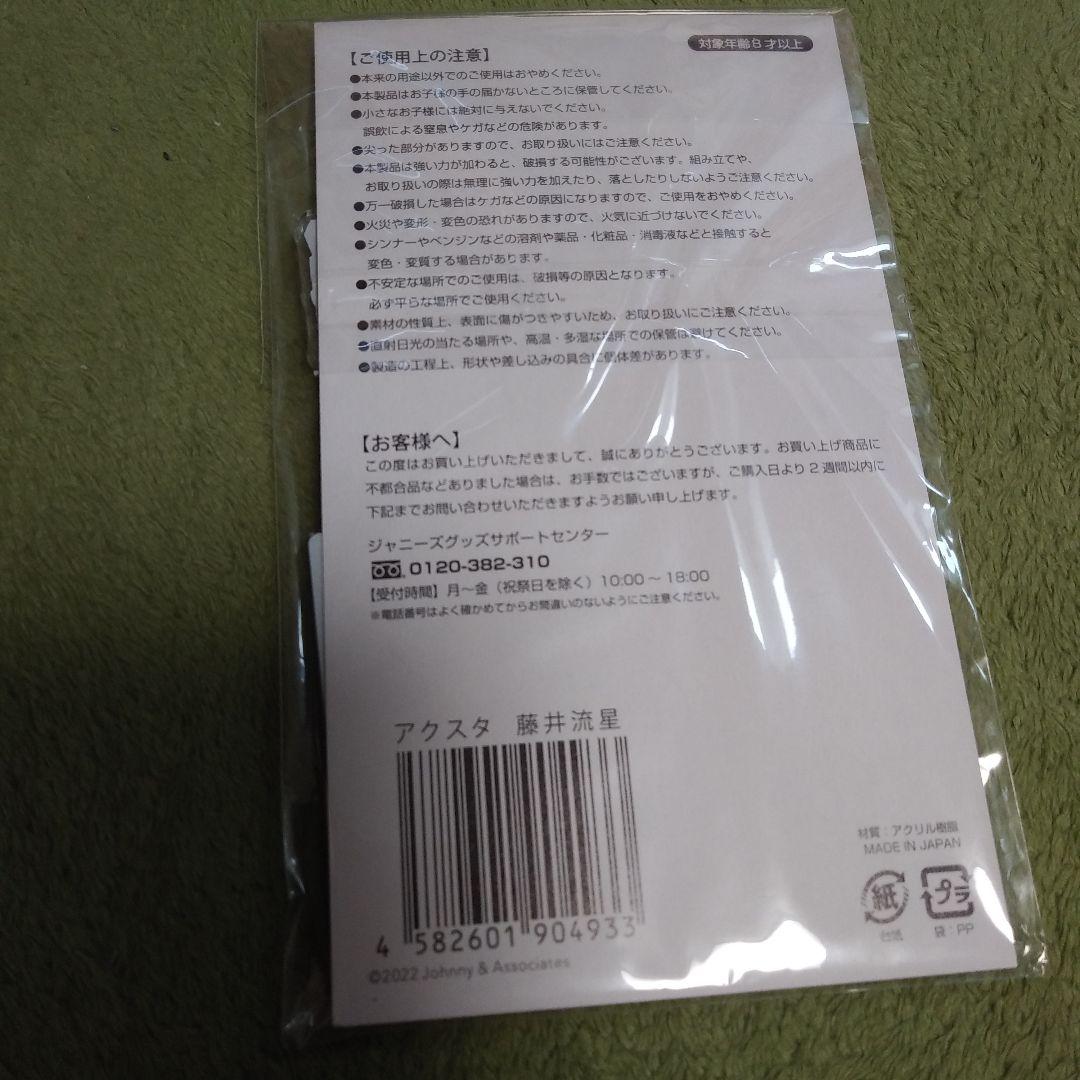 【ご使用上の注意】
対象年齢8才以上
●本来の用途以外でのご使用はおやめください。
●本製品はお子様の手の届かないところに保管してください。
●小さなお子様には絶対に与えないでください。
誤飲による窒息やケガなどの危険があります。
●尖った部分がありますので、お取り扱いにはご注意ください。
●本製品は強い力が加わると、破損する可能性がございます。組み立てや、
お取り扱いの際は無理に強い力を加えたり、落としたりしないようご注意ください。
●万一破損した場合はケガなどの原因になりますので、ご使用をおやめください。
●火災や変形・変色の恐れがありますので、火気に近づけないでください。
●シンナーやベンジンなどの溶剤や薬品・化粧品・消毒液などと接触すると
変色・変質する場合があります。
●不安定な場所でのご使用は、破損等の原因となります。
必ず平らな場所でご使用ください。
●素材の性質上、表面に傷がつきやすいため、お取り扱いにご注意ください。
●直射日光の当たる場所や、高温・多湿な場所での保管は避けてください。
●製造の工程上、形状や差し込みの具合に個体差があります。
【お客様へ】
この度はお買い上げいただきまして、誠にありがとうございます。お買い上げ商品に
不都合品などありました場合は、お手数ではございますが、ご購入日より2週間以内に
下記までお問い合わせいただきますようお願い申し上げます。
ジャニーズグッズサポートセンター
0120-382-310
【受付時間】月〜金（祝祭日を除く）10:00〜18:00
※電話番号はよく確かめてからお間違いのないようにご注意ください。
アクスタ 藤井流星
4 582601 904933
©2022 Johnny & Associates
材質：アクリル樹脂
MADE IN JAPAN
紙
プラ
台紙
袋：PP